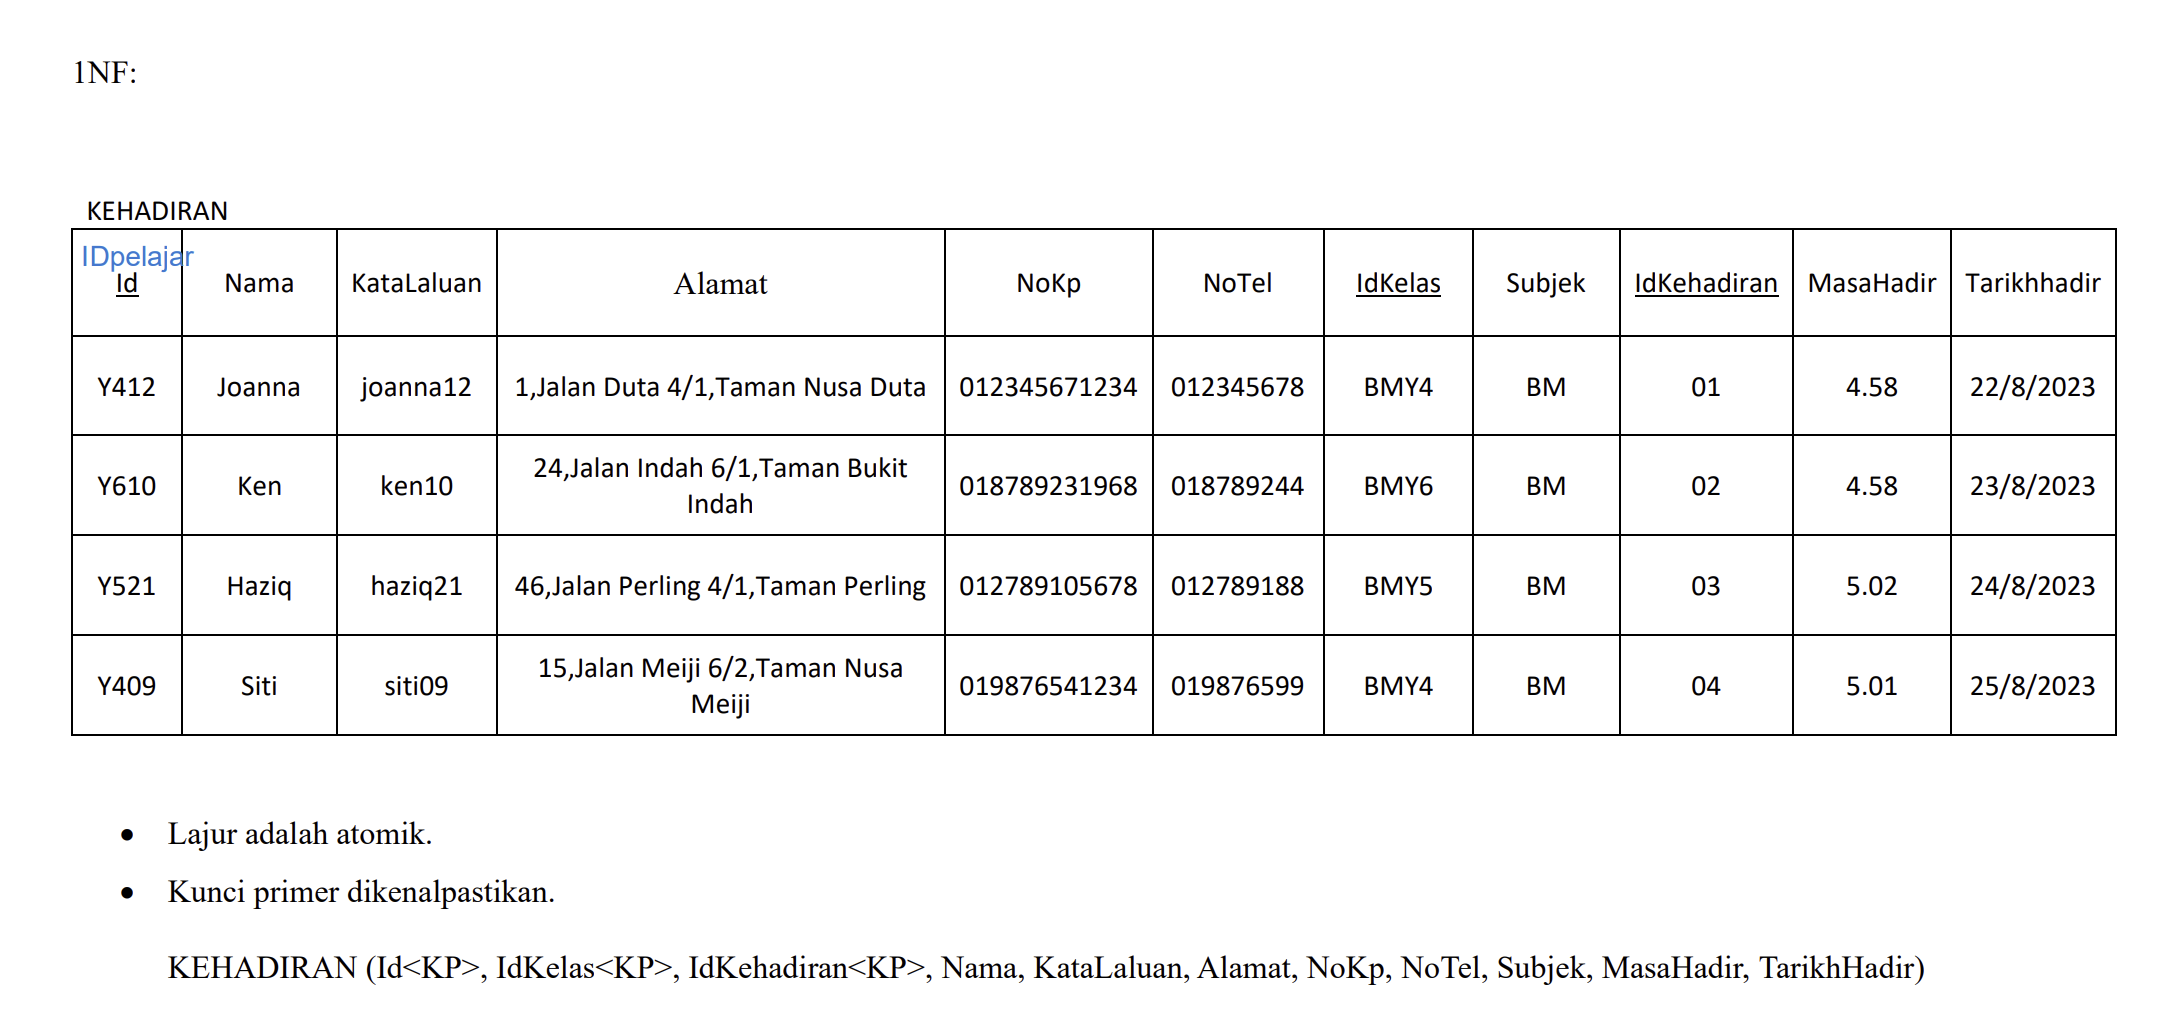 1NF:
KEHADIRAN
IDpelajar
Id Nama KataLaluan Alamat NoKp NoTel IdKelas Subjek IdKehadiran MasaHadir Tarikhhadir
Y412 Joanna joanna12 1,Jalan Duta 4/1,Taman Nusa Duta 012345671234 012345678 BMY4 BM 01 4.58 22/8/2023
Y610 Ken ken10 24,Jalan Indah 6/1,Taman Bukit Indah 018789231968 018789244 BMY6 BM 02 4.58 23/8/2023
Y521 Haziq haziq21 46,Jalan Perling 4/1,Taman Perling 012789105678 012789188 BMY5 BM 03 5.02 24/8/2023
Y409 Siti siti09 15,Jalan Meiji 6/2,Taman Nusa Meiji 019876541234 019876599 BMY4 BM 04 5.01 25/8/2023
• Lajur adalah atomik.
• Kunci primer dikenalpastikan.
KEHADIRAN (Id<KP>, IdKelas<KP>, IdKehadiran<KP>, Nama, KataLaluan, Alamat, NoKp, NoTel, Subjek, MasaHadir, TarikhHadir)